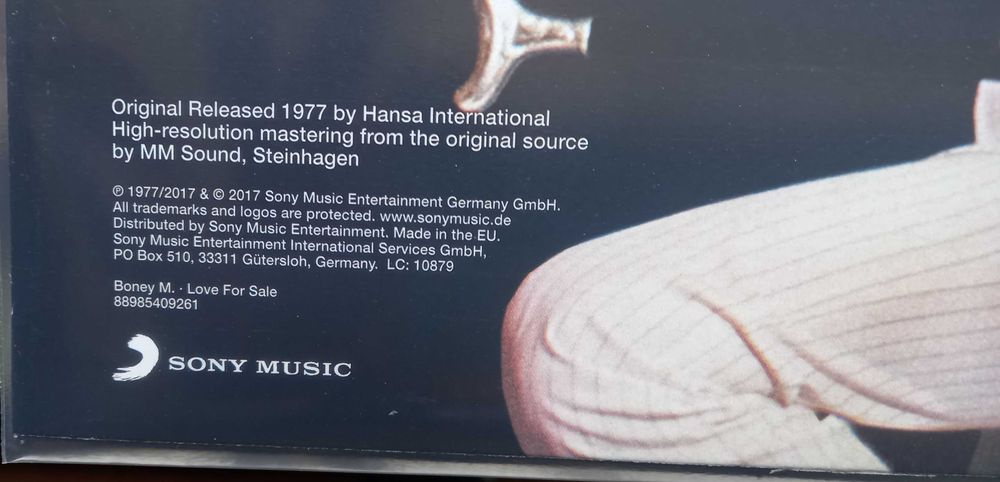 Original Released 1977 by Hansa International
High-resolution mastering from the original source
by MM Sound, Steinhagen
℗ 1977/2017 & © 2017 Sony Music Entertainment Germany GmbH.
All trademarks and logos are protected. www.sonymusic.de
Distributed by Sony Music Entertainment. Made in the EU.
Sony Music Entertainment International Services GmbH,
PO Box 510, 33311 Gütersloh, Germany. LC: 10879
Boney M. · Love For Sale
88985409261
SONY MUSIC